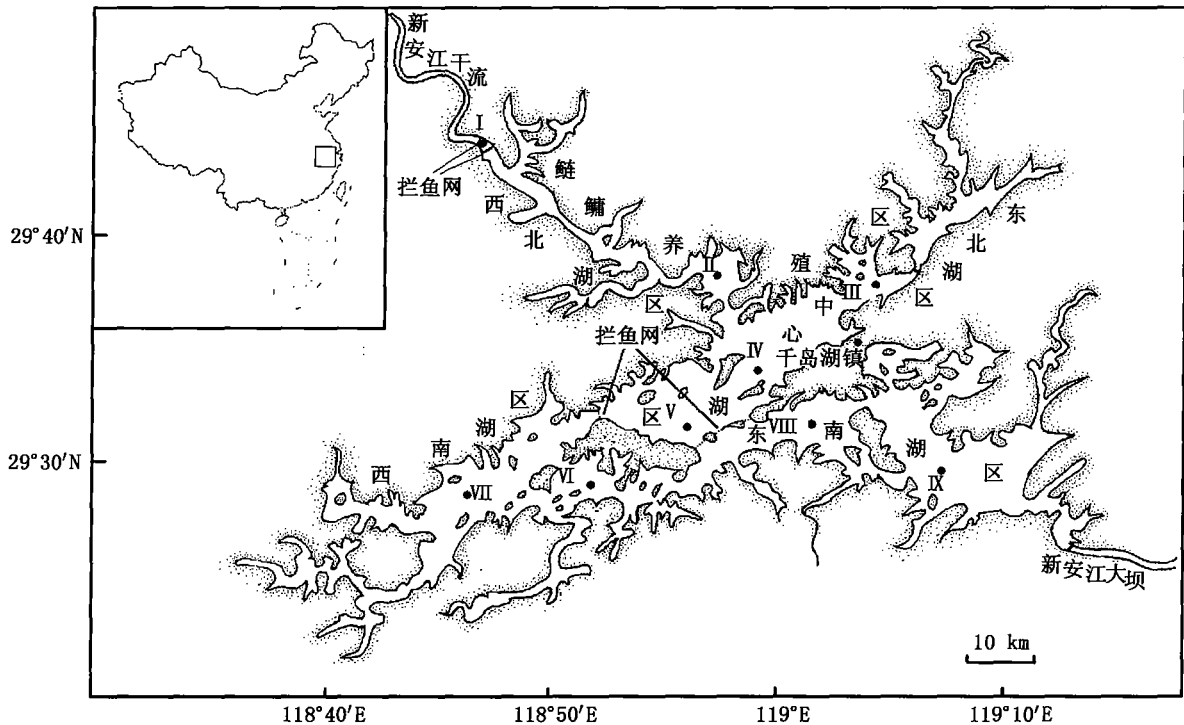 新安江干流
I
拦鱼网
鲢鳙养殖区
西北湖区
东北湖区
29°40′N
II
III
中心湖区
拦鱼网
千岛湖镇
IV
V
东南湖区
VIII
29°30′N
西南湖区
VI
VII
IX
新安江大坝
10 km
118°40′E
118°50′E
119°E
119°10′E